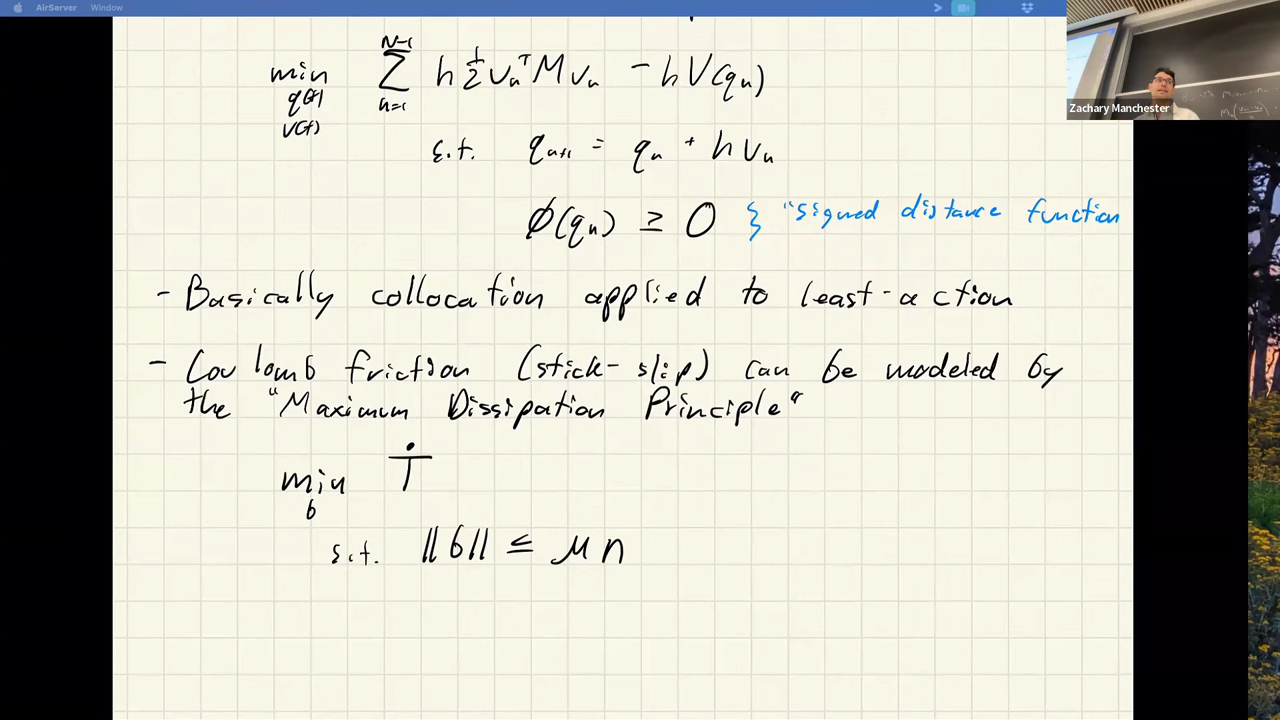 AirServer Window
min N-1 ∑ n=1 h 1/2 vₙᵀ M vₙ - h V(qₙ)
q(t)
v(t)
s.t. qₙ₊₁ = qₙ + h vₙ
ϕ(qₙ) ≥ 0 } "signed distance function
- Basically collocation applied to least-action
- Coulomb friction (stick-slip) can be modeled by
the "Maximum Dissipation Principle"
min Ṫ
b
s.t. ||b|| ≤ μ n
Zachary Manchester